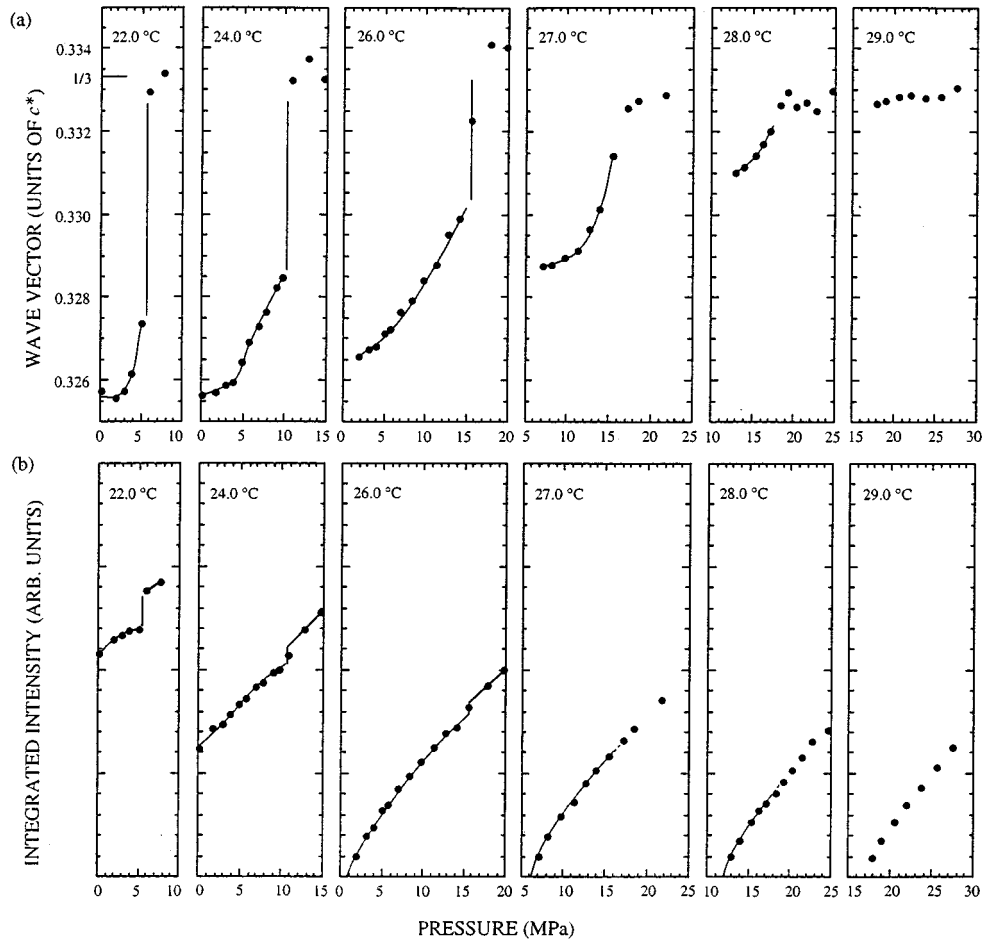 (a)
WAVE VECTOR (UNITS OF c*)
0.334
1/3
0.332
0.330
0.328
0.326
22.0 °C
24.0 °C
26.0 °C
27.0 °C
28.0 °C
29.0 °C
0 5 10
0 5 10 15
0 5 10 15 20
5 10 15 20 25
10 15 20 25
15 20 25 30
(b)
INTEGRATED INTENSITY (ARB. UNITS)
22.0 °C
24.0 °C
26.0 °C
27.0 °C
28.0 °C
29.0 °C
0 5 10
0 5 10 15
0 5 10 15 20
5 10 15 20 25
10 15 20 25
15 20 25 30
PRESSURE (MPa)